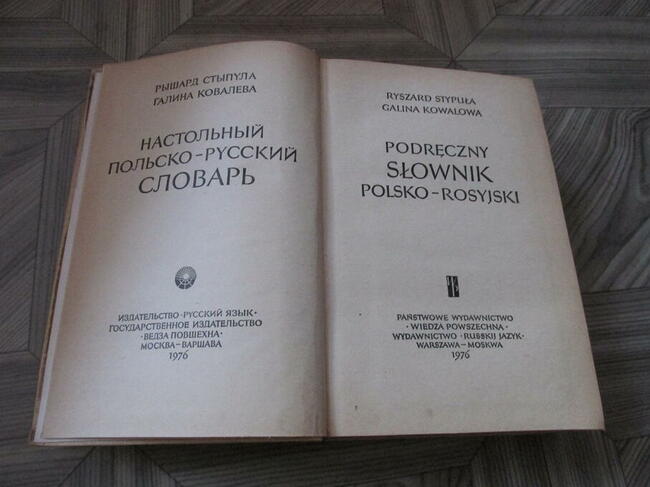 РЫШАРД СТЫПУЛА
ГАЛИНА КОВАЛЕВА
НАСТОЛЬНЫЙ
ПОЛЬСКО-РУССКИЙ
СЛОВАРЬ
ИЗДАТЕЛЬСТВО·РУССКИЙ ЯЗЫК·
ГОСУДАРСТВЕННОЕ ИЗДАТЕЛЬСТВО
·ВЕДЗА ПОВШЕХНА·
МОСКВА–ВАРШАВА
1976
RYSZARD STYPUŁA
GALINA KOWALOWA
PODRĘCZNY
SŁOWNIK
POLSKO-ROSYJSKI
WP
PAŃSTWOWE WYDAWNICTWO
·WIEDZA POWSZECHNA·
WYDAWNICTWO·RUSSKIJ JAZYK·
WARSZAWA–MOSKWA
1976